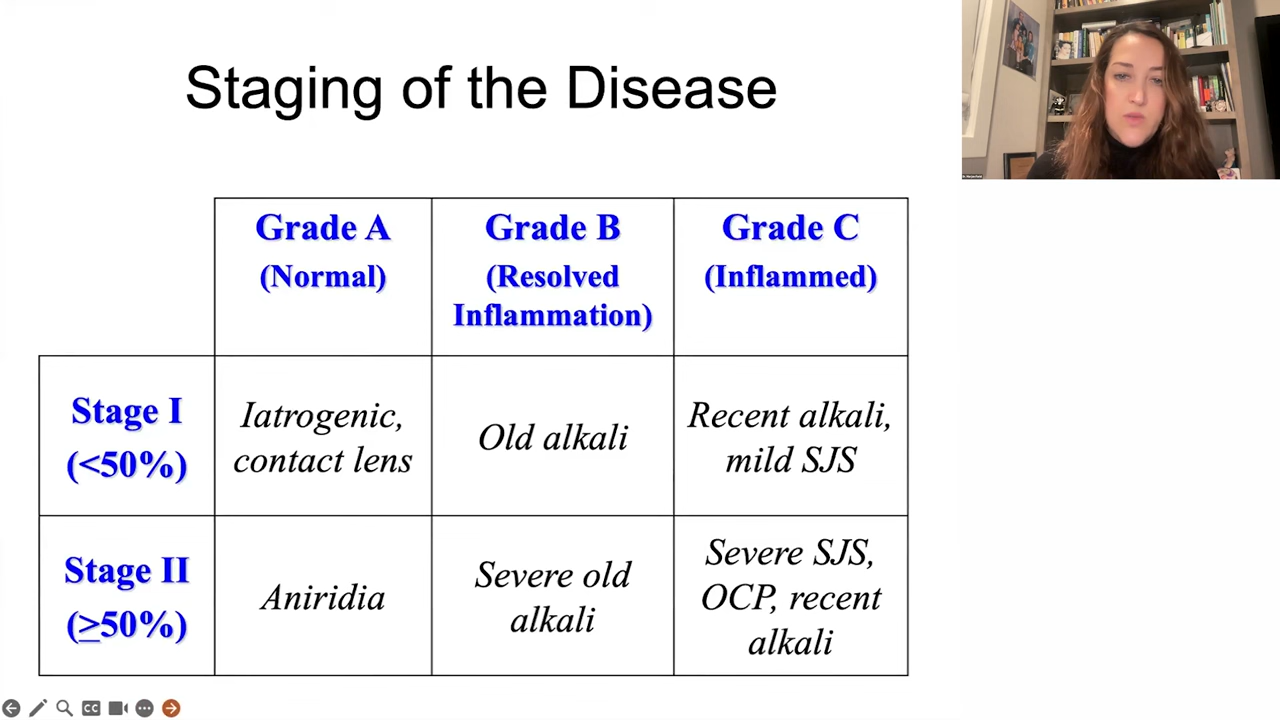 Staging of the Disease
Grade A
(Normal)
Grade B
(Resolved
Inflammation)
Grade C
(Inflammed)
Stage I
(<50%)
Iatrogenic,
contact lens
Old alkali
Recent alkali,
mild SJS
Stage II
(≥50%)
Aniridia
Severe old
alkali
Severe SJS,
OCP, recent
alkali
CC